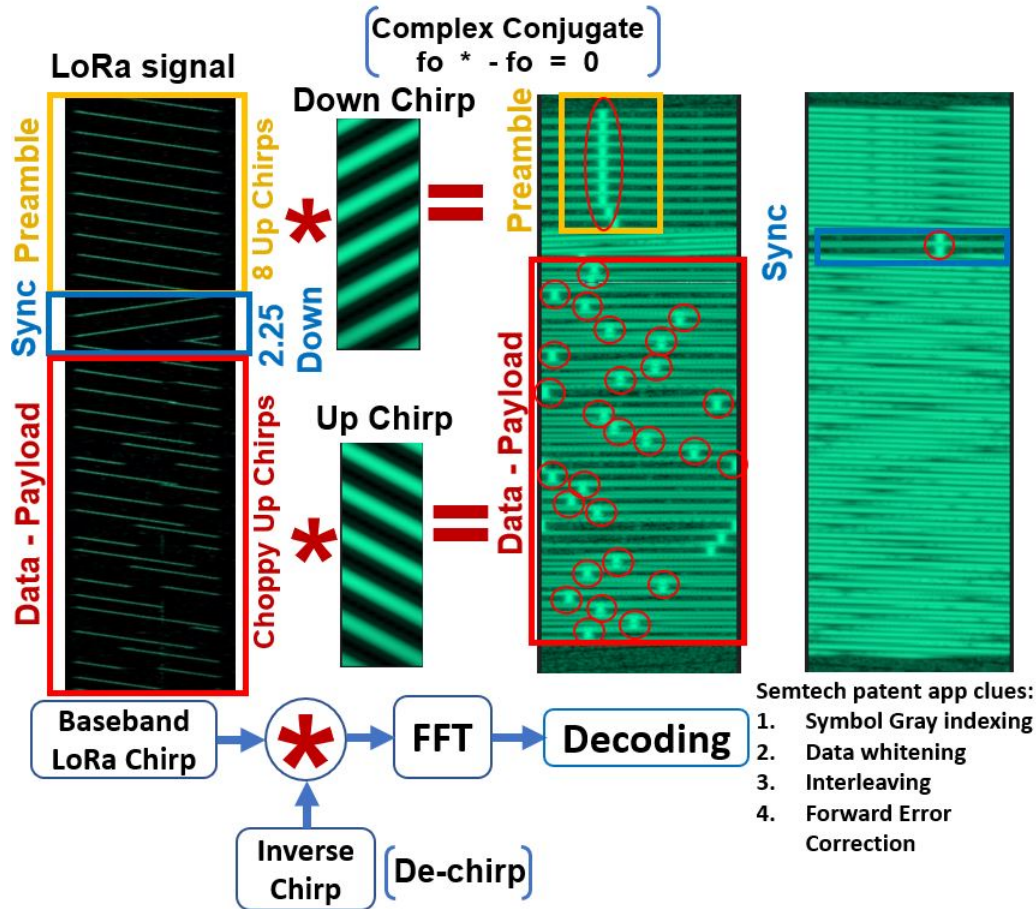 Complex Conjugate
fo * - fo = 0
LoRa signal
Down Chirp
Preamble
8 Up Chirps
*
=
Preamble
Sync
Sync
2.25
Down
Data - Payload
Choppy Up Chirps
Up Chirp
*
=
Data - Payload
Baseband
LoRa Chirp
*
FFT
Decoding
Inverse
Chirp
De-chirp
Semtech patent app clues:
1. Symbol Gray indexing
2. Data whitening
3. Interleaving
4. Forward Error
Correction